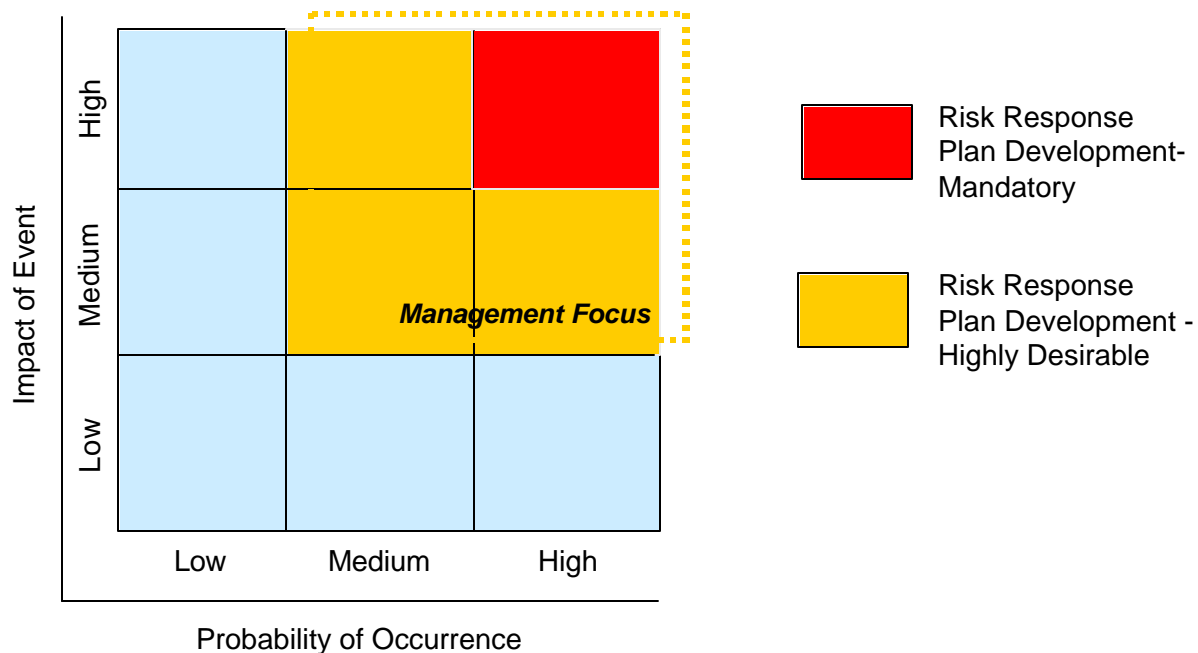 High
Medium
Low
Impact of Event
Management Focus
Low Medium High
Probability of Occurrence
Risk Response
Plan Development-
Mandatory
Risk Response
Plan Development -
Highly Desirable